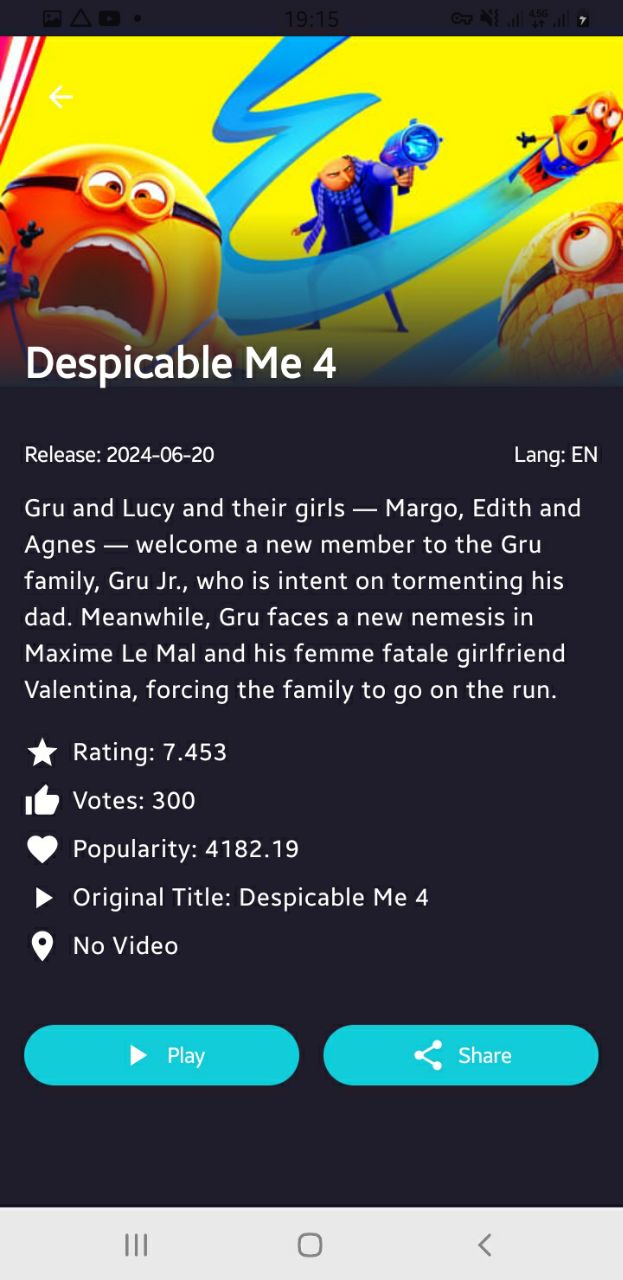 19:15
4.5G
Despicable Me 4
Release: 2024-06-20
Lang: EN
Gru and Lucy and their girls — Margo, Edith and
Agnes — welcome a new member to the Gru
family, Gru Jr., who is intent on tormenting his
dad. Meanwhile, Gru faces a new nemesis in
Maxime Le Mal and his femme fatale girlfriend
Valentina, forcing the family to go on the run.
Rating: 7.453
Votes: 300
Popularity: 4182.19
Original Title: Despicable Me 4
No Video
Play
Share